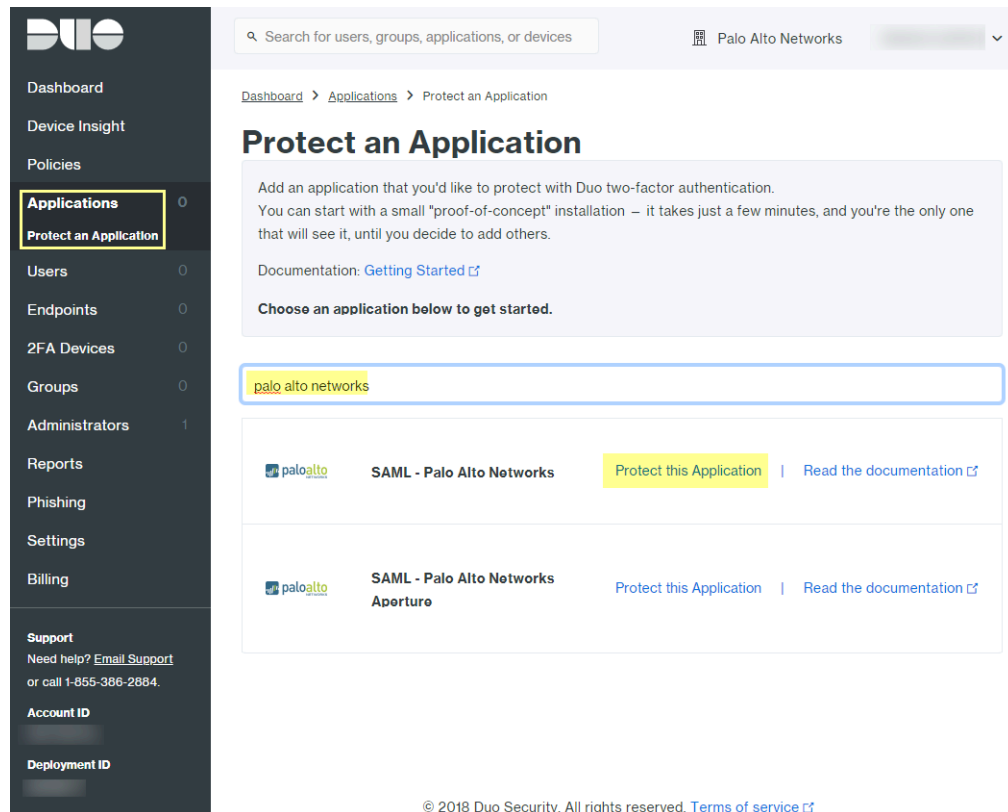 DUO
Search for users, groups, applications, or devices
Palo Alto Networks
Dashboard
Device Insight
Policies
Applications 0
Protect an Application
Users 0
Endpoints 0
2FA Devices 0
Groups 0
Administrators 1
Reports
Phishing
Settings
Billing
Support
Need help? Email Support
or call 1-855-386-2884.
Account ID
Deployment ID
Dashboard > Applications > Protect an Application
Protect an Application
Add an application that you'd like to protect with Duo two-factor authentication.
You can start with a small "proof-of-concept" installation — it takes just a few minutes, and you're the only one
that will see it, until you decide to add others.
Documentation: Getting Started
Choose an application below to get started.
palo alto networks
paloalto NETWORKS
SAML - Palo Alto Networks
Protect this Application | Read the documentation
paloalto NETWORKS
SAML - Palo Alto Networks
Aperture
Protect this Application | Read the documentation
© 2018 Duo Security. All rights reserved. Terms of service